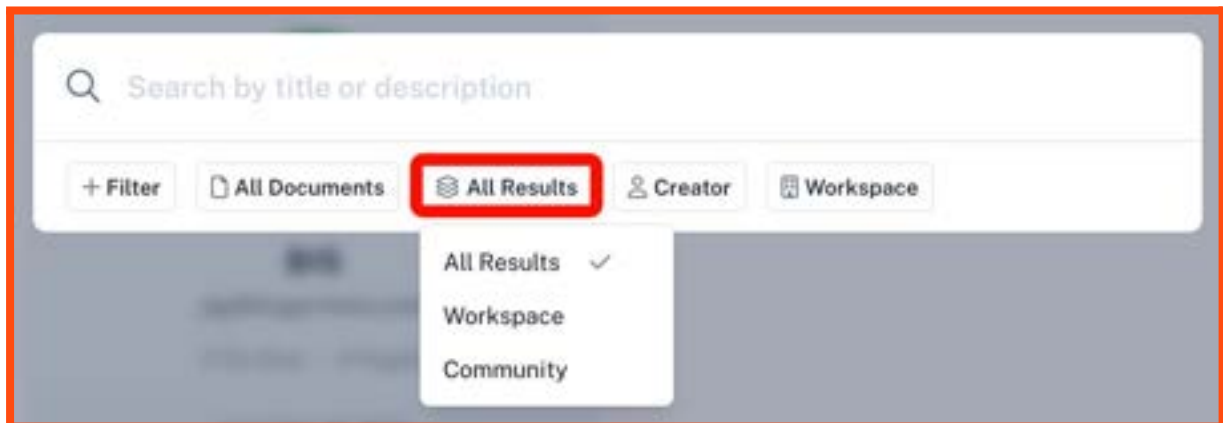 Search by title or description
+ Filter All Documents All Results Creator Workspace
All Results
Workspace
Community